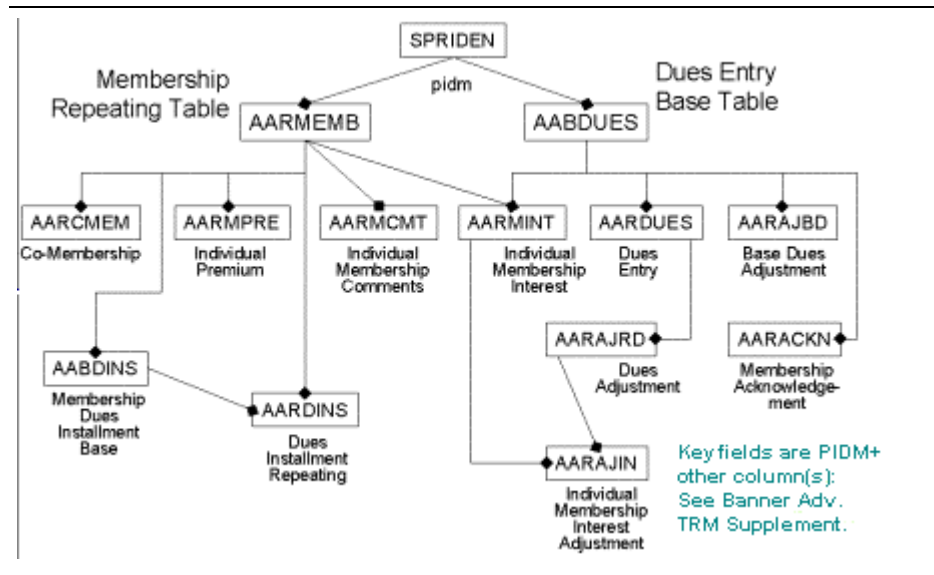 SPRIDEN
Membership
Repeating Table
pidm
Dues Entry
Base Table
AARMEMB
AABDUES
AARCMEM
Co-Membership
AARMPRE
Individual
Premium
AARMCMT
Individual
Membership
Comments
AARMINT
Individual
Membership
Interest
AARDUES
Dues
Entry
AARAJBD
Base Dues
Adjustment
AABDINS
Membership
Dues
Installment
Base
AARDINS
Dues
Installment
Repeating
AARAJRD
Dues
Adjustment
AARACKN
Membership
Acknowledge-
ment
AARAJIN
Individual
Membership
Interest
Adjustment
Key fields are PIDM+
other column(s):
See Banner Adv.
TRM Supplement.